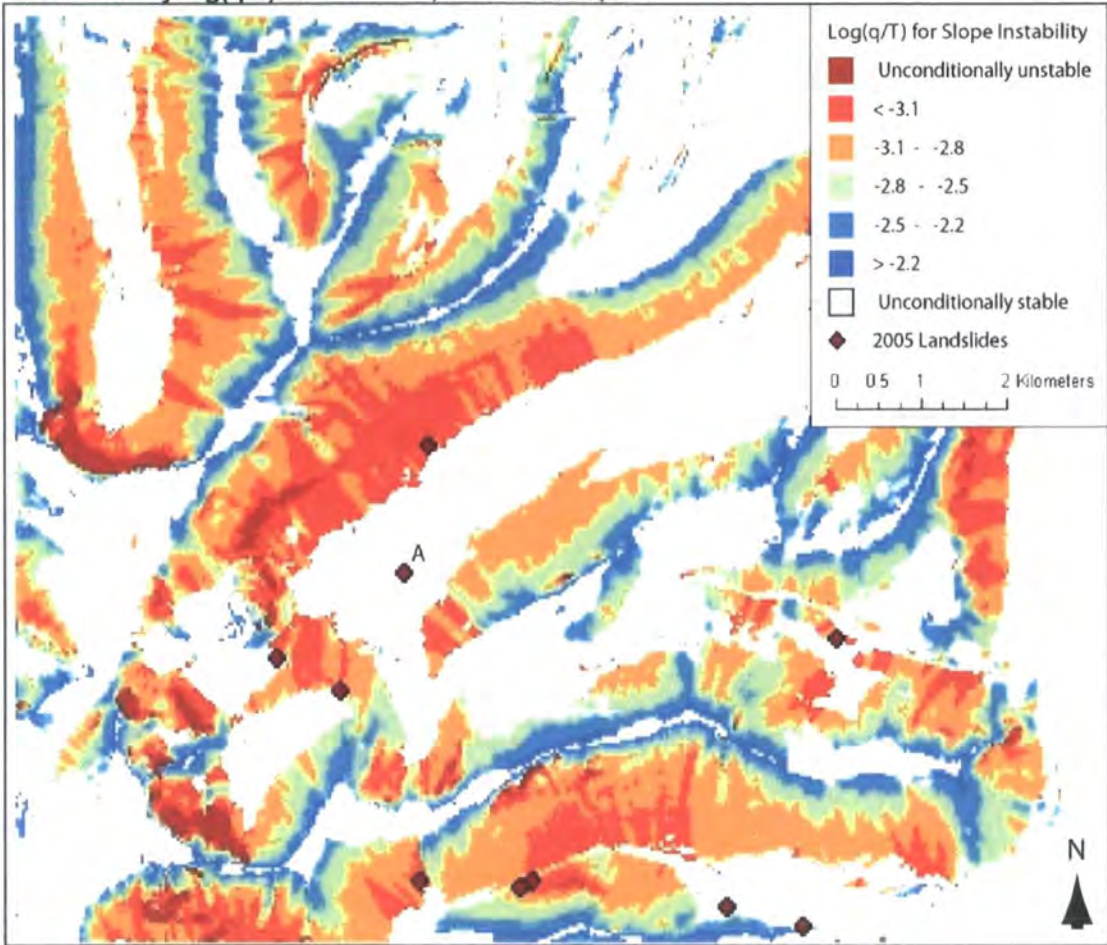 Log(q/T) for Slope Instability
Unconditionally unstable
< -3.1
-3.1 - -2.8
-2.8 - -2.5
-2.5 - -2.2
> -2.2
Unconditionally stable
2005 Landslides
0 0.5 1 2 Kilometers
A
N